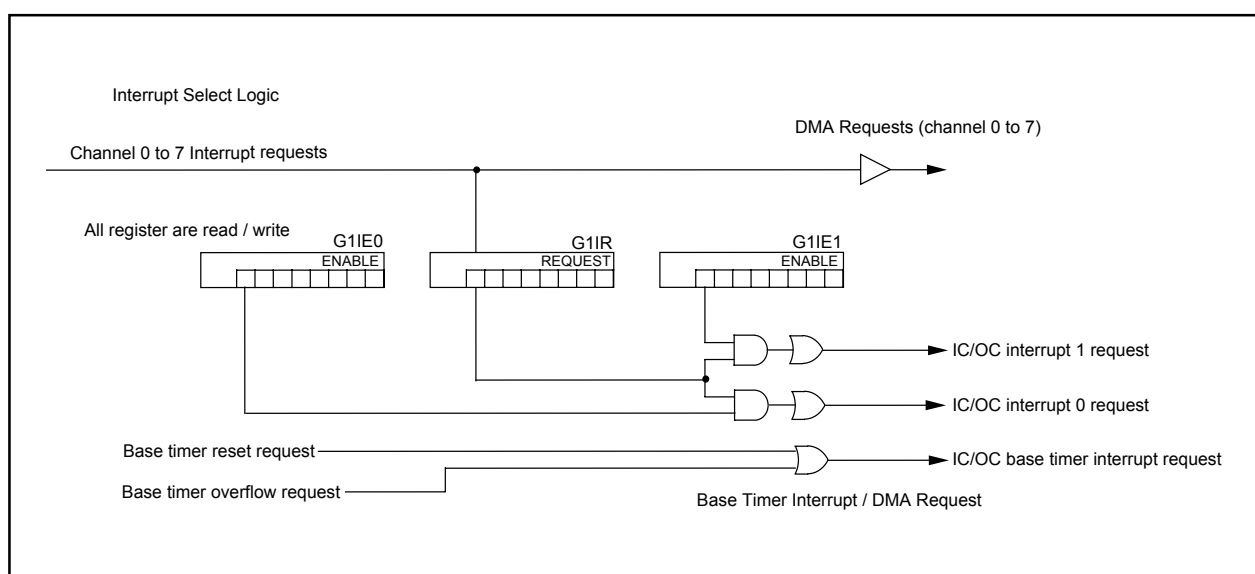 Interrupt Select Logic
DMA Requests (channel 0 to 7)
Channel 0 to 7 Interrupt requests
All register are read / write
G1IE0
G1IR
G1IE1
ENABLE
REQUEST
ENABLE
IC/OC interrupt 1 request
IC/OC interrupt 0 request
Base timer reset request
IC/OC base timer interrupt request
Base timer overflow request
Base Timer Interrupt / DMA Request